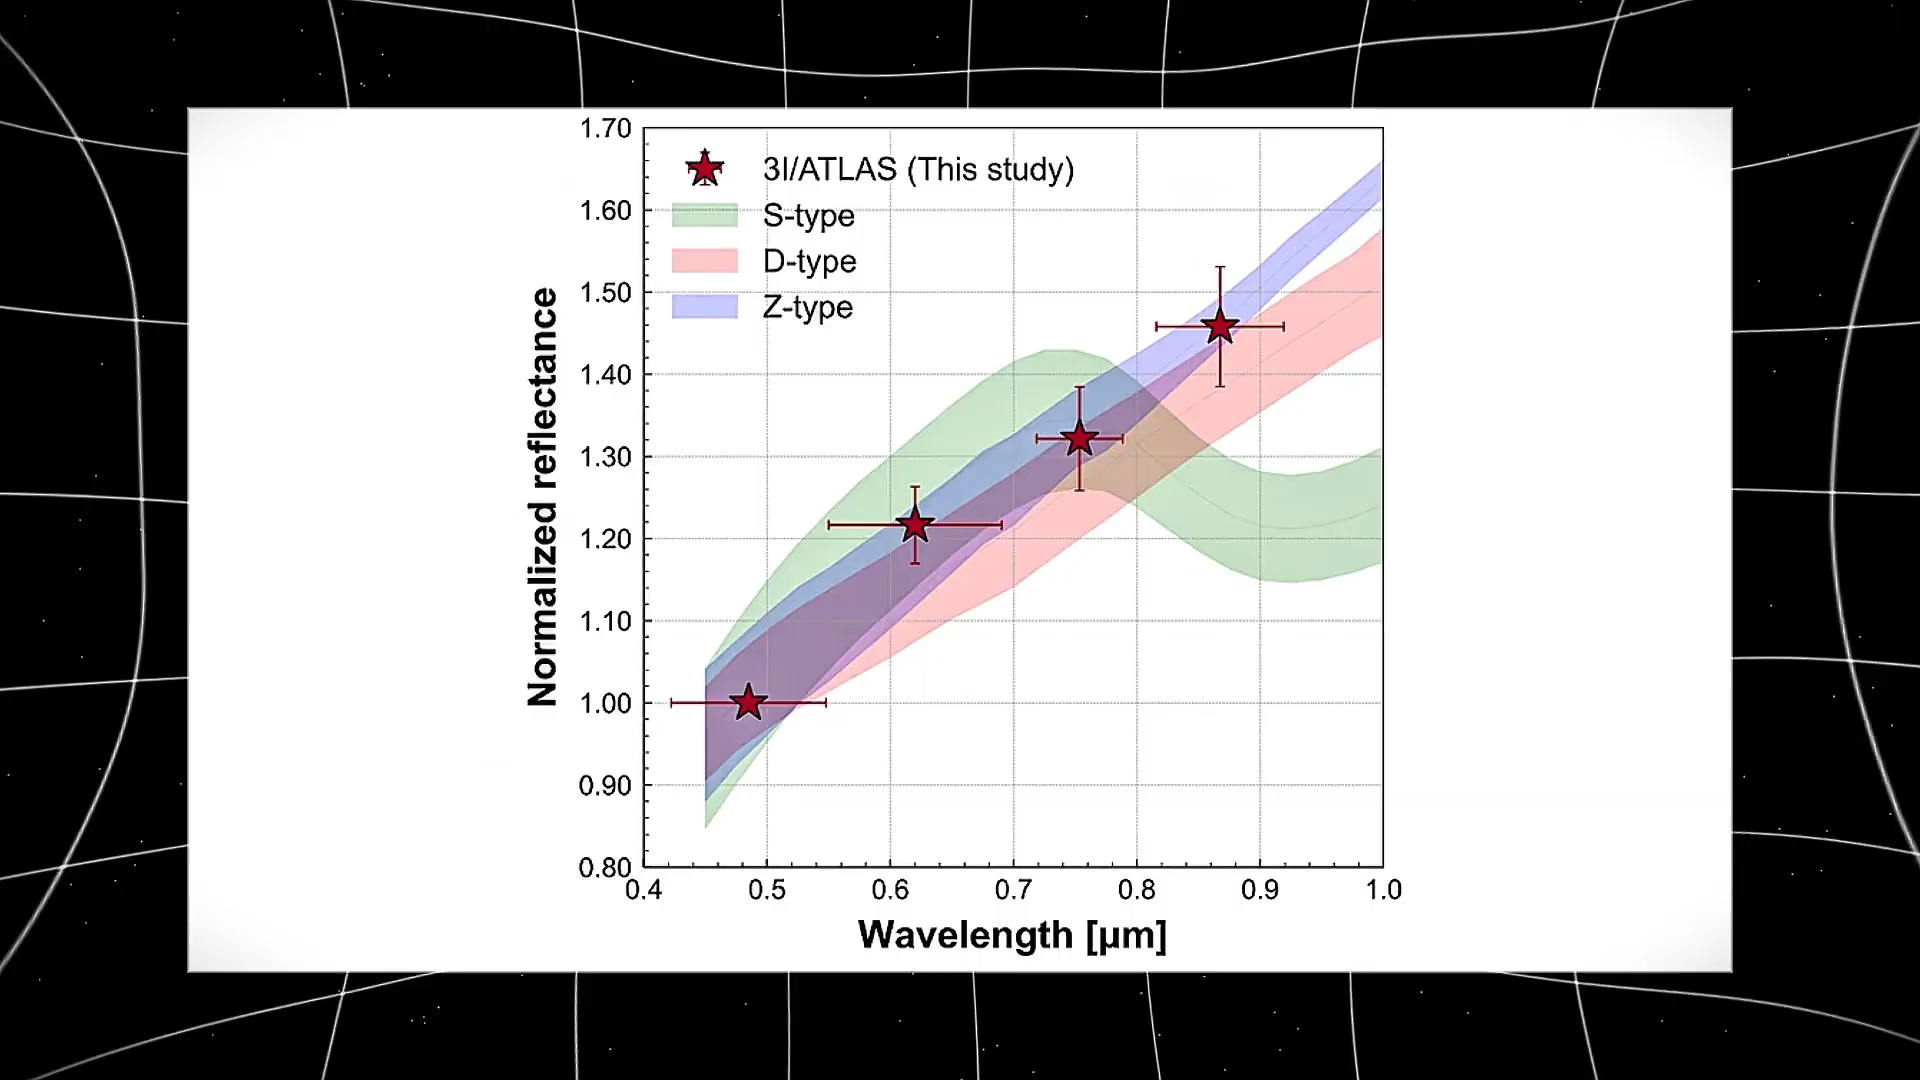 3I/ATLAS (This study)
S-type
D-type
Z-type
Normalized reflectance
1.70
1.60
1.50
1.40
1.30
1.20
1.10
1.00
0.90
0.80
0.4 0.5 0.6 0.7 0.8 0.9 1.0
Wavelength [μm]